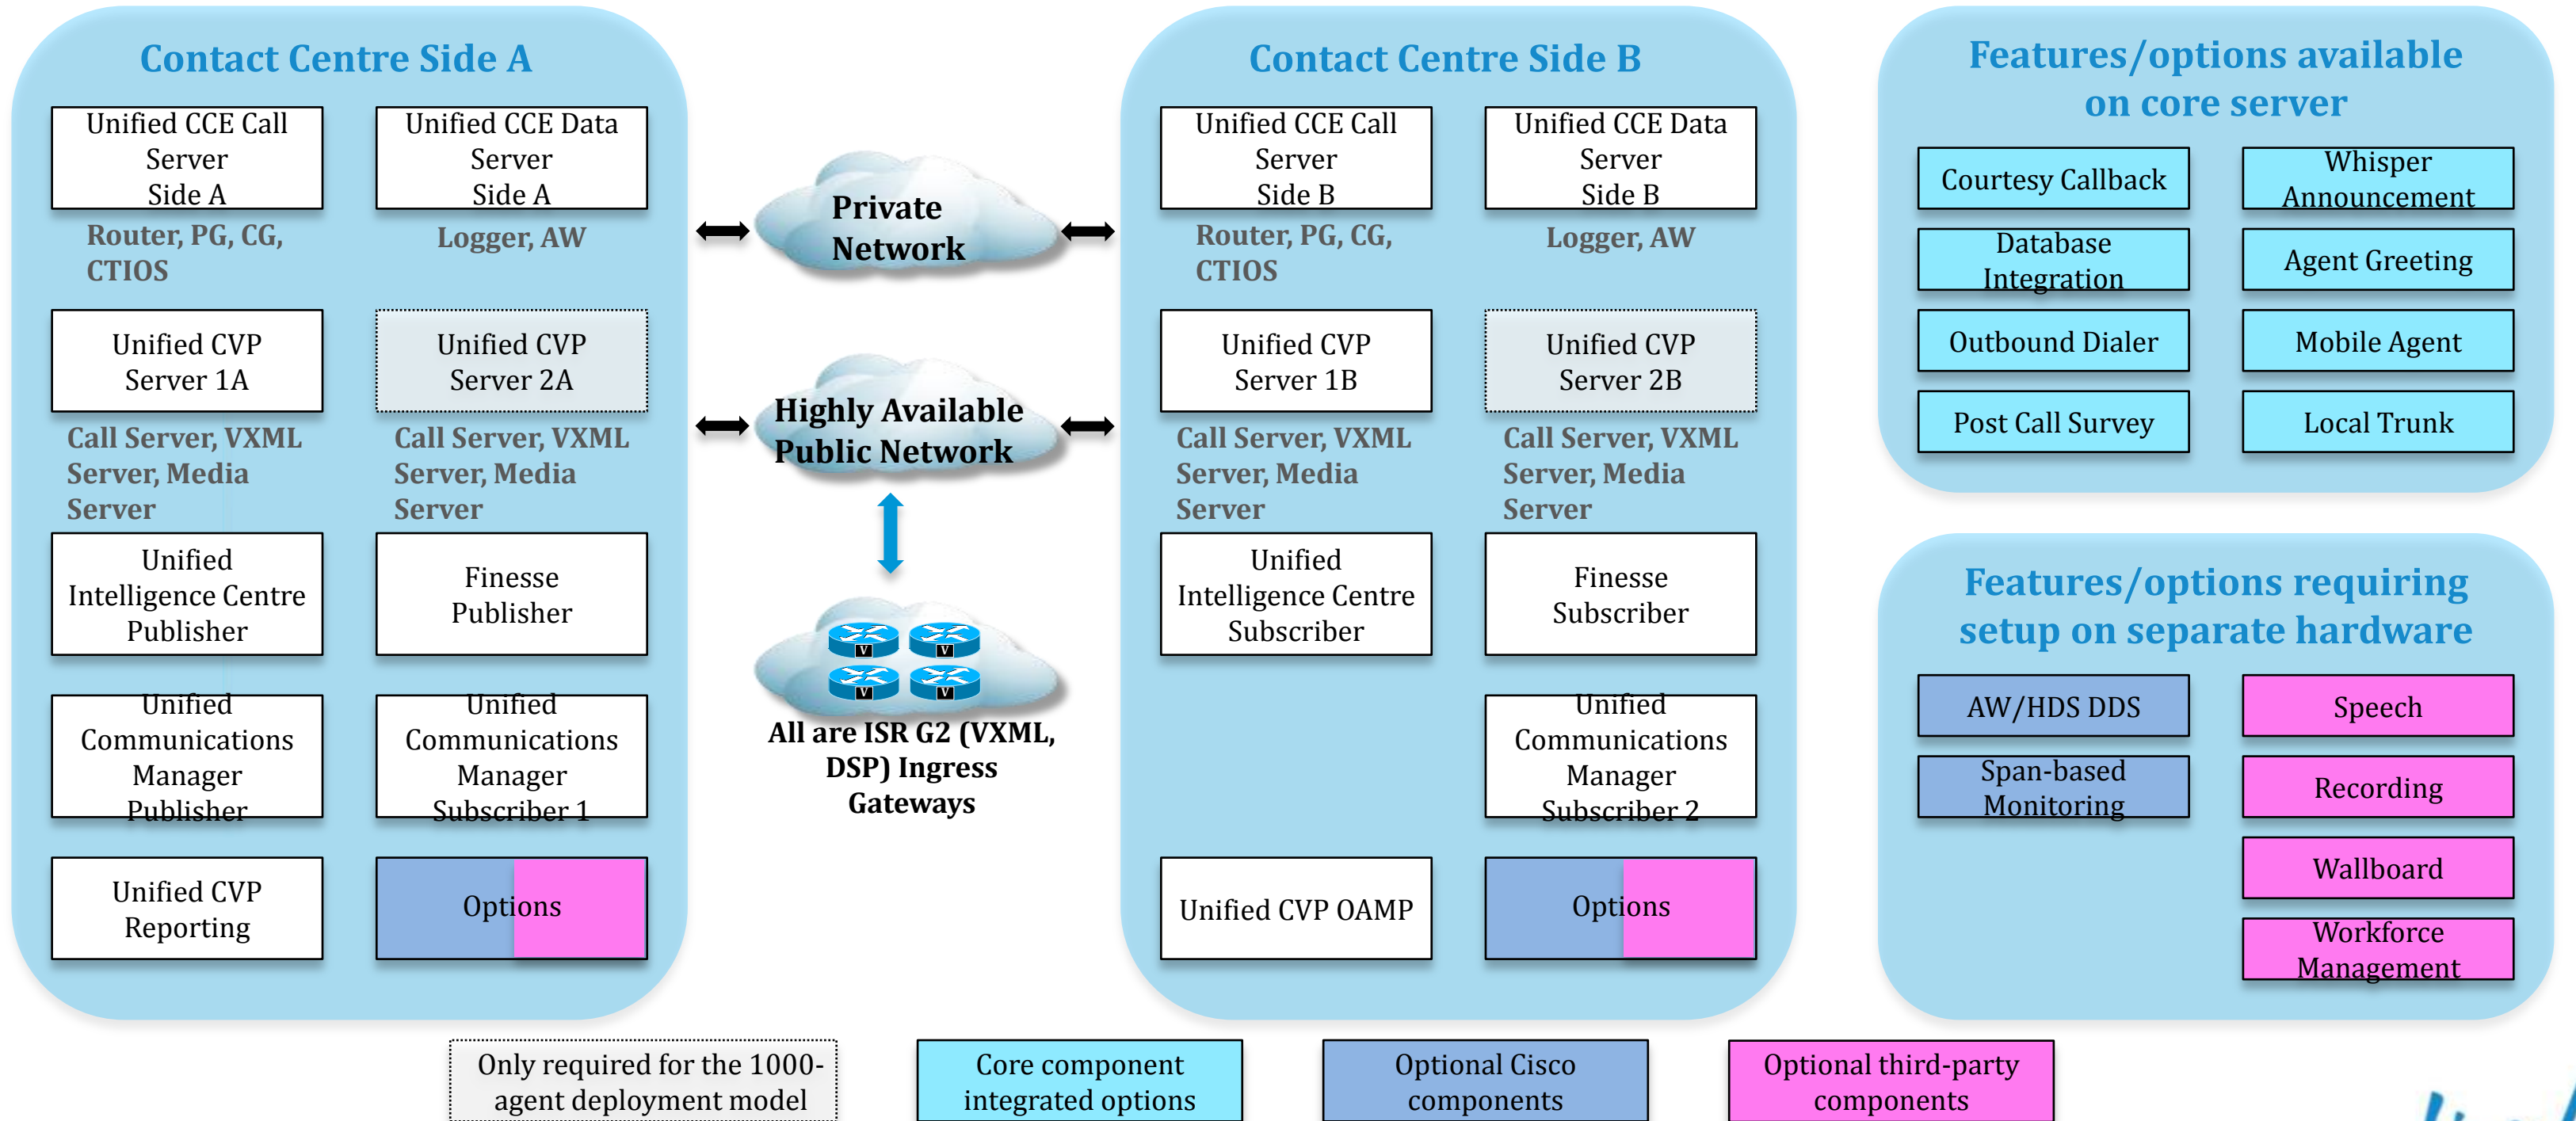 Contact Centre Side A
Unified CCE Call
Server
Side A
Unified CCE Data
Server
Side A
Router, PG, CG,
CTIOS
Logger, AW
Unified CVP
Server 1A
Unified CVP
Server 2A
Call Server, VXML
Server, Media
Server
Call Server, VXML
Server, Media
Server
Unified
Intelligence Centre
Publisher
Finesse
Publisher
Unified
Communications
Manager
Publisher
Unified
Communications
Manager
Subscriber 1
Unified CVP
Reporting
Options
Private
Network
Highly Available
Public Network
V
V
V
V
All are ISR G2 (VXML,
DSP) Ingress
Gateways
Contact Centre Side B
Unified CCE Call
Server
Side B
Unified CCE Data
Server
Side B
Router, PG, CG,
CTIOS
Logger, AW
Unified CVP
Server 1B
Unified CVP
Server 2B
Call Server, VXML
Server, Media
Server
Call Server, VXML
Server, Media
Server
Unified
Intelligence Centre
Subscriber
Finesse
Subscriber
Unified
Communications
Manager
Subscriber 2
Unified CVP OAMP
Options
Features/options available
on core server
Courtesy Callback
Whisper
Announcement
Database
Integration
Agent Greeting
Outbound Dialer
Mobile Agent
Post Call Survey
Local Trunk
Features/options requiring
setup on separate hardware
AW/HDS DDS
Speech
Span-based
Monitoring
Recording
Wallboard
Workforce
Management
Only required for the 1000-
agent deployment model
Core component
integrated options
Optional Cisco
components
Optional third-party
components